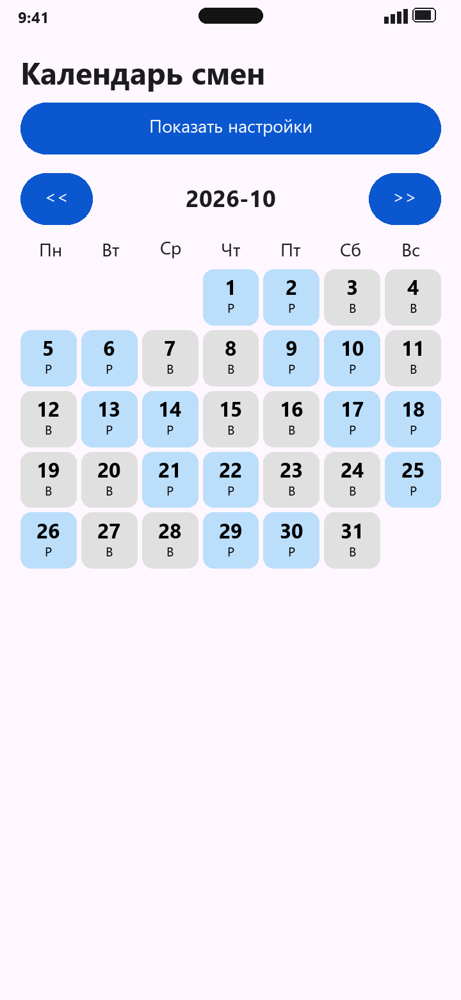 9:41
Календарь смен
Показать настройки
<< 2026-10 >>
Пн Вт Ср Чт Пт Сб Вс
1 2 3 4
Р Р В В
5 6 7 8 9 10 11
Р Р В В Р Р В
12 13 14 15 16 17 18
В Р Р В В Р Р
19 20 21 22 23 24 25
В В Р Р В В Р
26 27 28 29 30 31
Р В В Р Р В